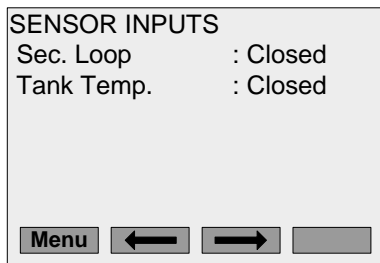 SENSOR INPUTS
Sec. Loop : Closed
Tank Temp. : Closed
Menu